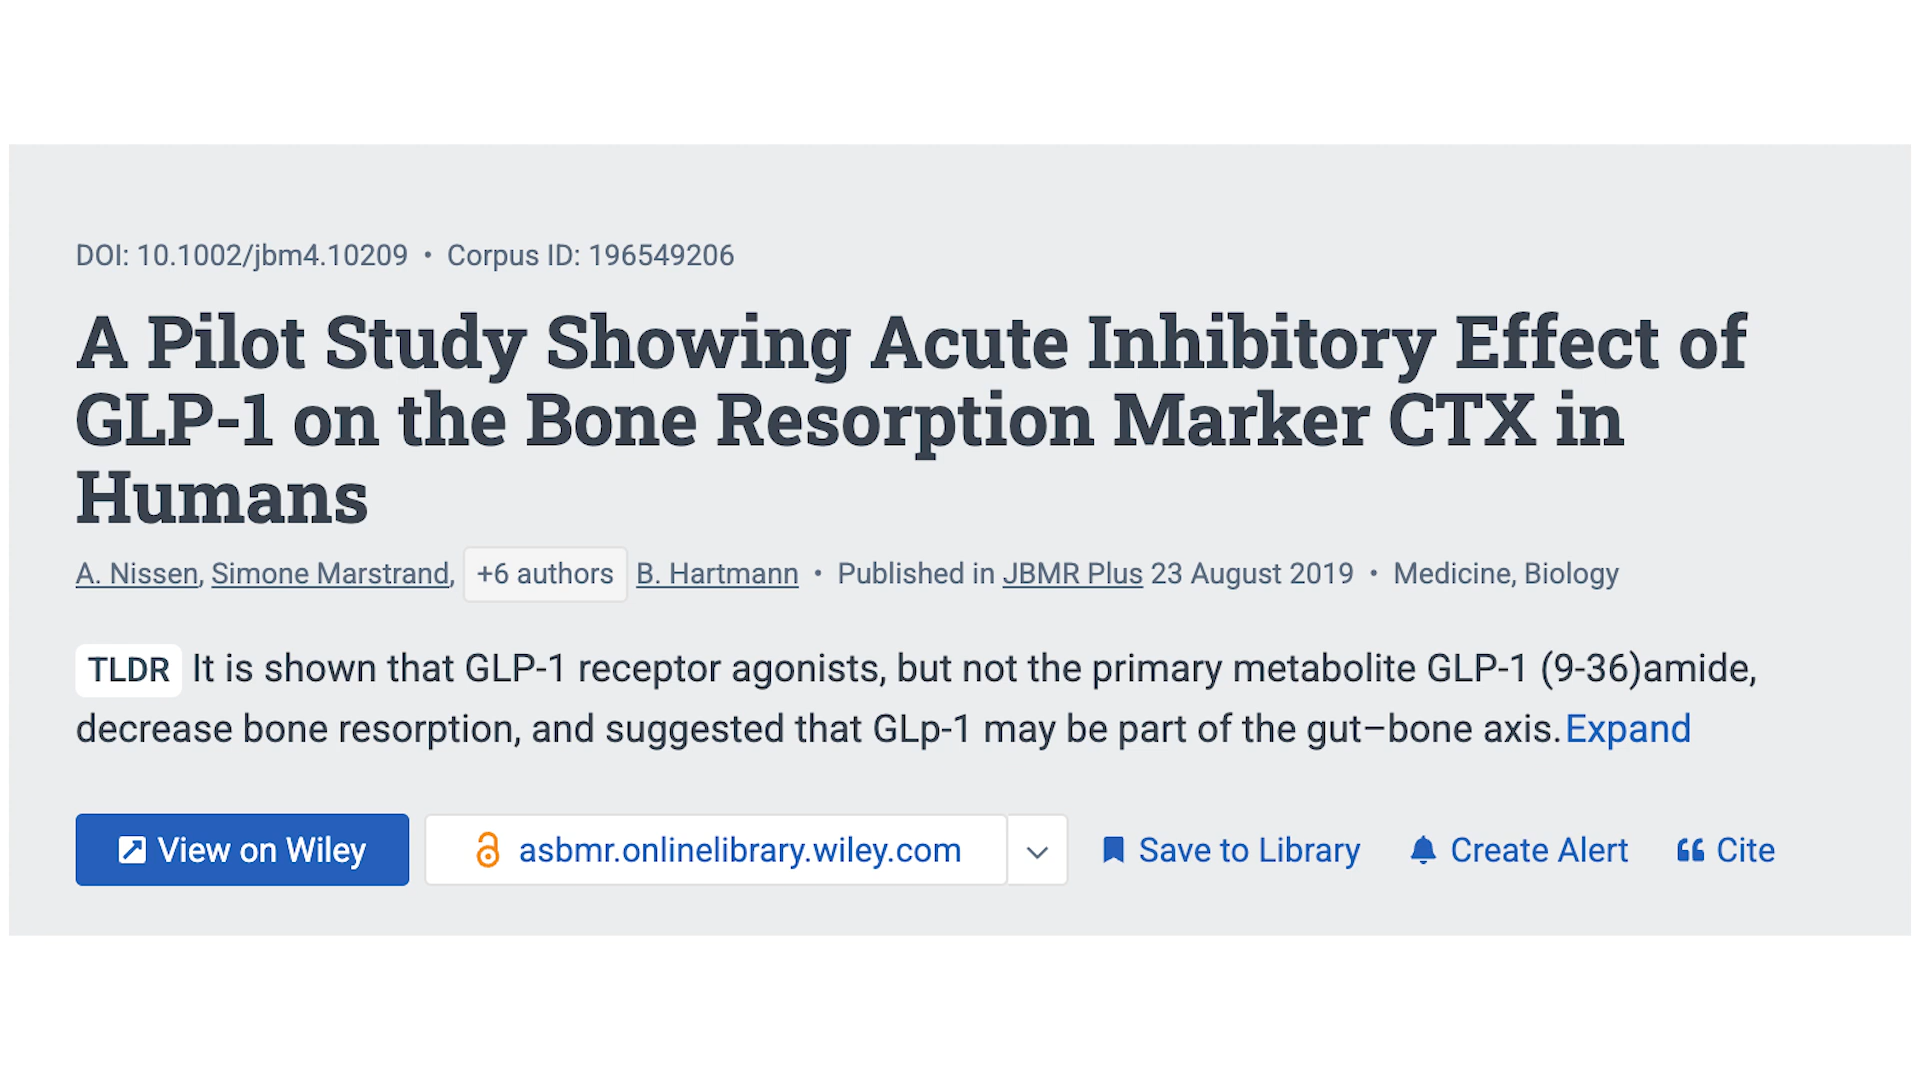 DOI: 10.1002/jbm4.10209 • Corpus ID: 196549206
A Pilot Study Showing Acute Inhibitory Effect of
GLP-1 on the Bone Resorption Marker CTX in
Humans
A. Nissen, Simone Marstrand, +6 authors B. Hartmann • Published in JBMR Plus 23 August 2019 • Medicine, Biology
TLDR It is shown that GLP-1 receptor agonists, but not the primary metabolite GLP-1 (9-36)amide,
decrease bone resorption, and suggested that GLp-1 may be part of the gut–bone axis. Expand
View on Wiley asbmr.onlinelibrary.wiley.com Save to Library Create Alert Cite